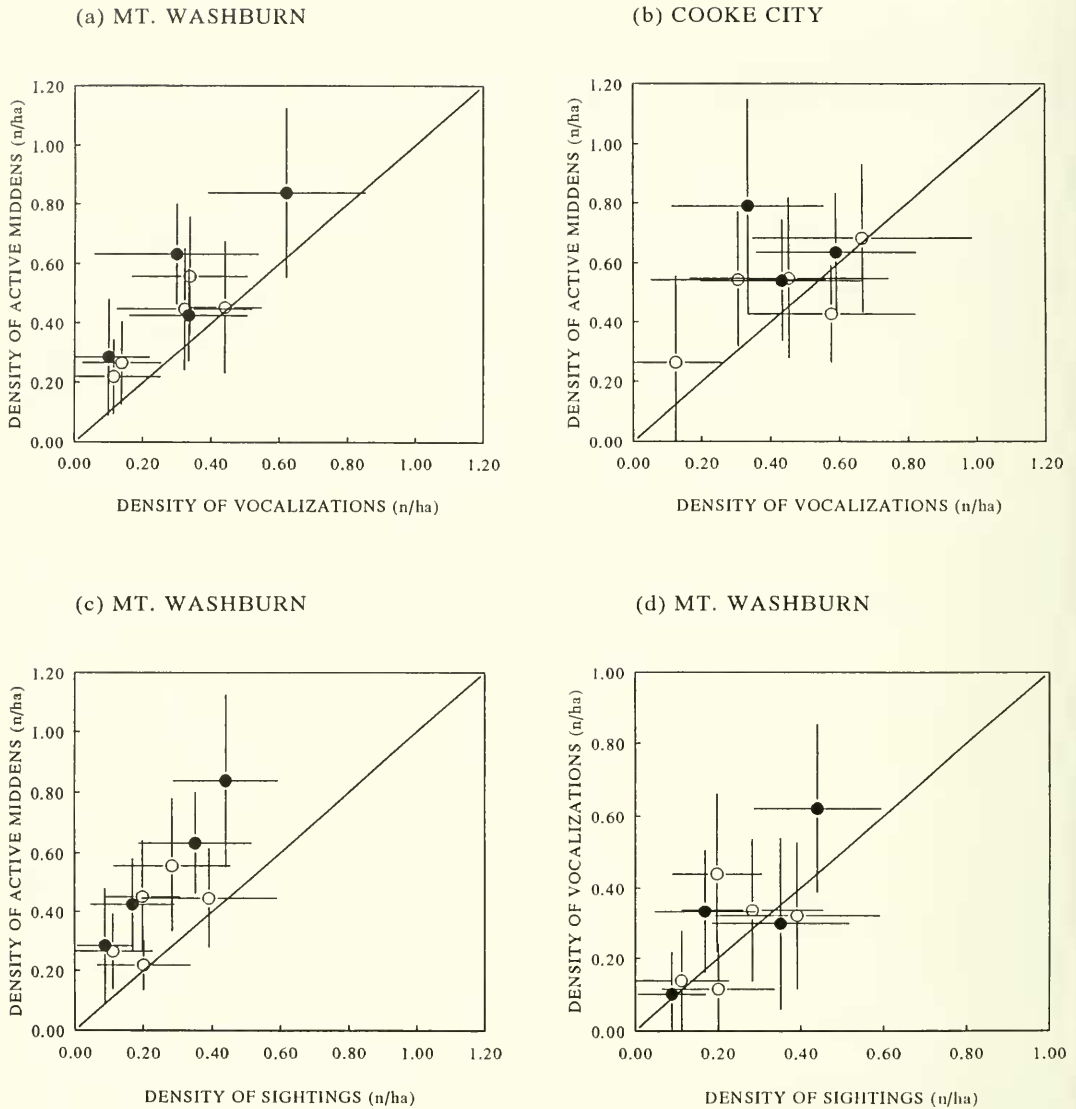 (a) MT. WASHBURN
DENSITY OF ACTIVE MIDDENS (n/ha)
1.20
1.00
0.80
0.60
0.40
0.20
0.00
0.00 0.20 0.40 0.60 0.80 1.00 1.20
DENSITY OF VOCALIZATIONS (n/ha)
(b) COOKE CITY
DENSITY OF ACTIVE MIDDENS (n/ha)
1.20
1.00
0.80
0.60
0.40
0.20
0.00
0.00 0.20 0.40 0.60 0.80 1.00 1.20
DENSITY OF VOCALIZATIONS (n/ha)
(c) MT. WASHBURN
DENSITY OF ACTIVE MIDDENS (n/ha)
1.20
1.00
0.80
0.60
0.40
0.20
0.00
0.00 0.20 0.40 0.60 0.80 1.00 1.20
DENSITY OF SIGHTINGS (n/ha)
(d) MT. WASHBURN
DENSITY OF VOCALIZATIONS (n/ha)
1.00
0.80
0.60
0.40
0.20
0.00
0.00 0.20 0.40 0.60 0.80 1.00
DENSITY OF SIGHTINGS (n/ha)